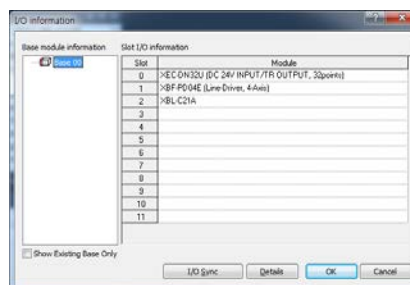 I/O information
Base module information
Base 00
Show Existing Base Only
Slot I/O information
Slot Module
0 XEC-DN32U (DC 24V INPUT/TR OUTPUT, 32points)
1 XBF-PD04E (Line-Driver, 4-Axis)
2 XBL-C21A
3
4
5
6
7
8
9
10
11
I/O Sync Details OK Cancel